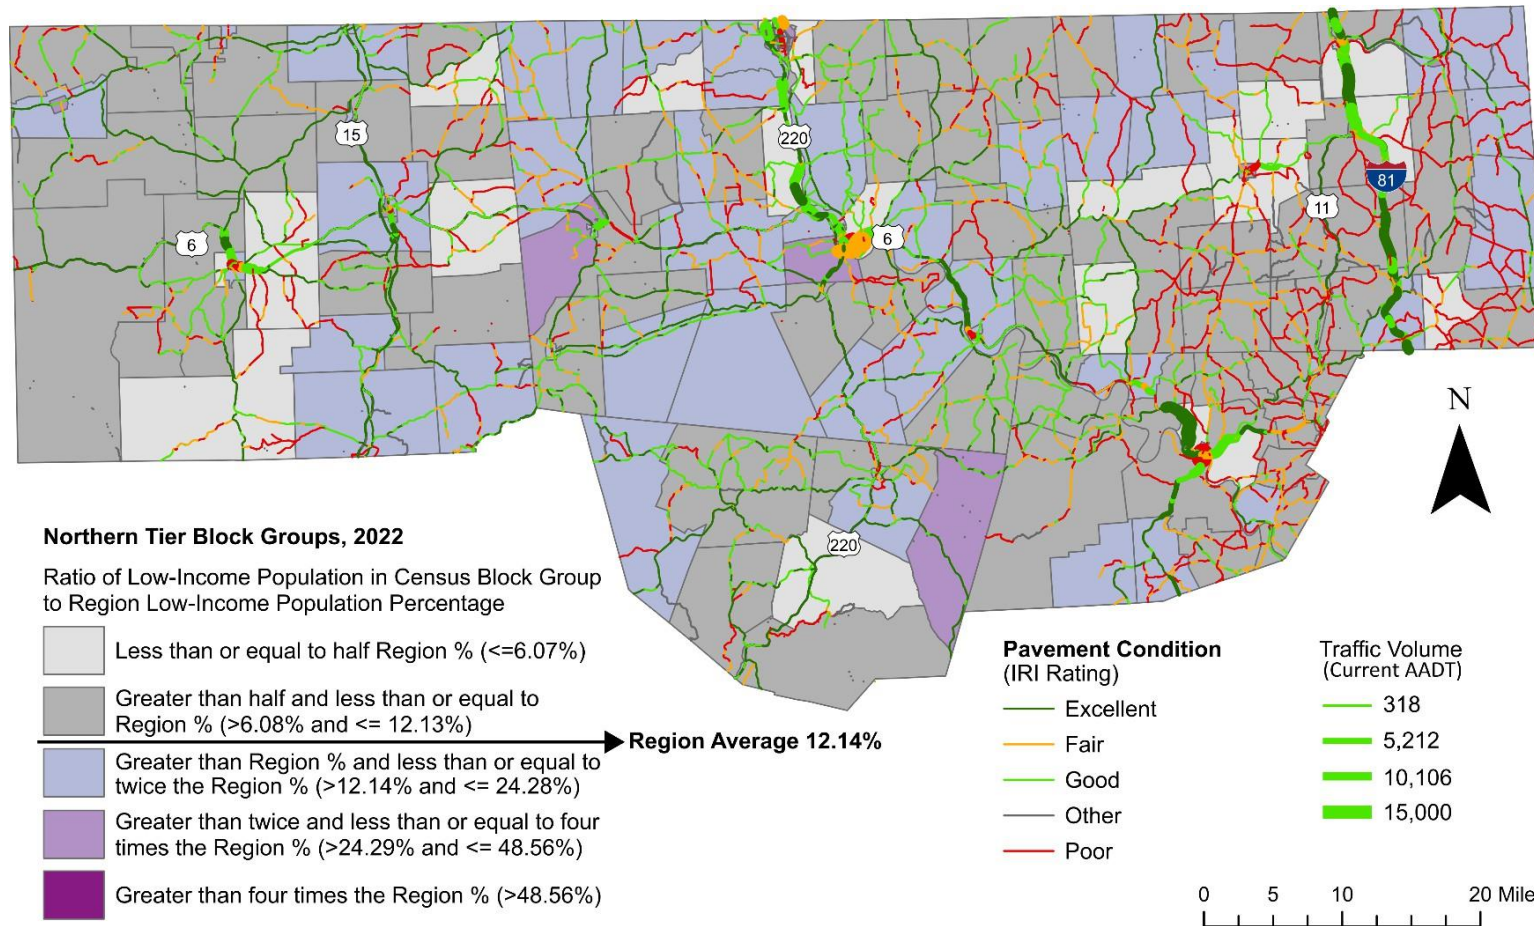 15
220
81
6
6
11
N
220
Northern Tier Block Groups, 2022
Ratio of Low-Income Population in Census Block Group
to Region Low-Income Population Percentage
Less than or equal to half Region % (<=6.07%)
Greater than half and less than or equal to
Region % (>6.08% and <= 12.13%)
Region Average 12.14%
Greater than Region % and less than or equal to
twice the Region % (>12.14% and <= 24.28%)
Greater than twice and less than or equal to four
times the Region % (>24.29% and <= 48.56%)
Greater than four times the Region % (>48.56%)
Pavement Condition
(IRI Rating)
Excellent
Fair
Good
Other
Poor
Traffic Volume
(Current AADT)
318
5,212
10,106
15,000
0 5 10 20 Mile